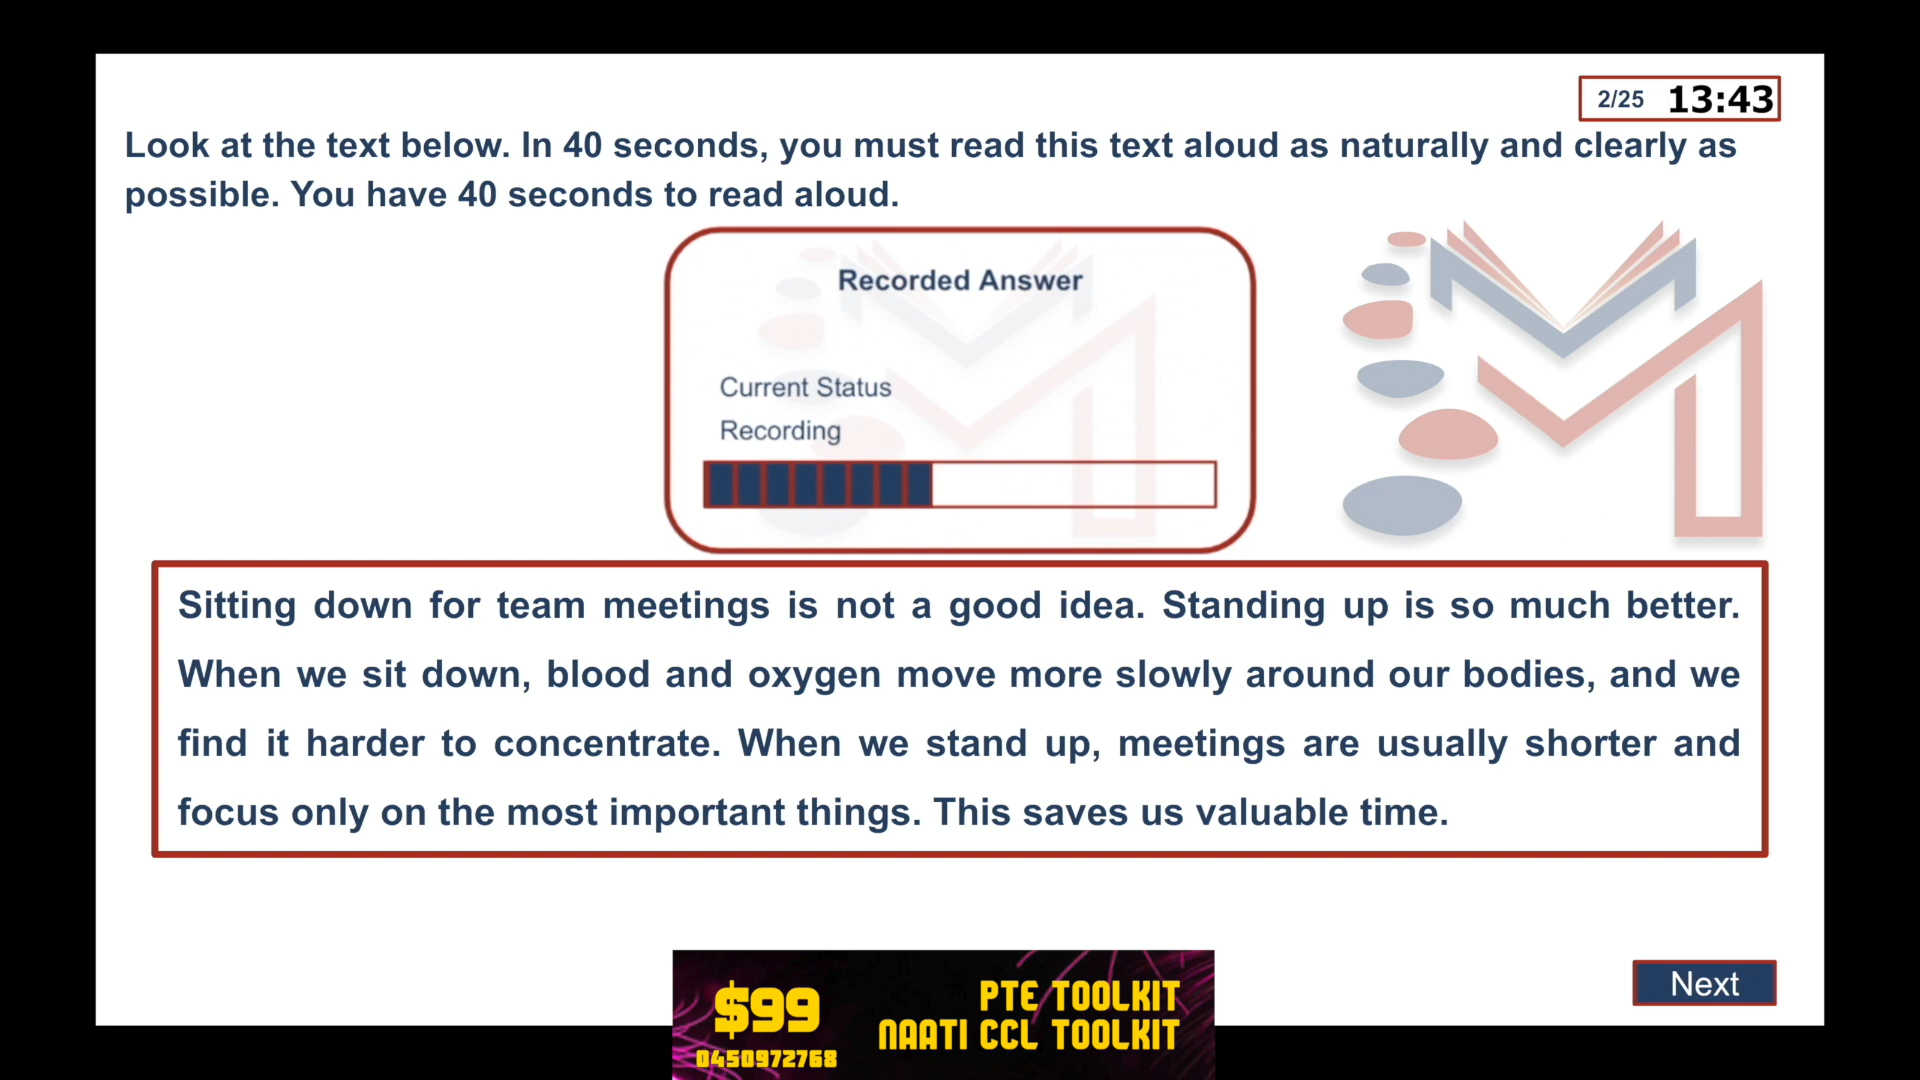 2/25 13:43
Look at the text below. In 40 seconds, you must read this text aloud as naturally and clearly as
possible. You have 40 seconds to read aloud.
Recorded Answer
Current Status
Recording
Sitting down for team meetings is not a good idea. Standing up is so much better.
When we sit down, blood and oxygen move more slowly around our bodies, and we
find it harder to concentrate. When we stand up, meetings are usually shorter and
focus only on the most important things. This saves us valuable time.
Next
$99
0450972768
PTE TOOLKIT
NAATI CCL TOOLKIT